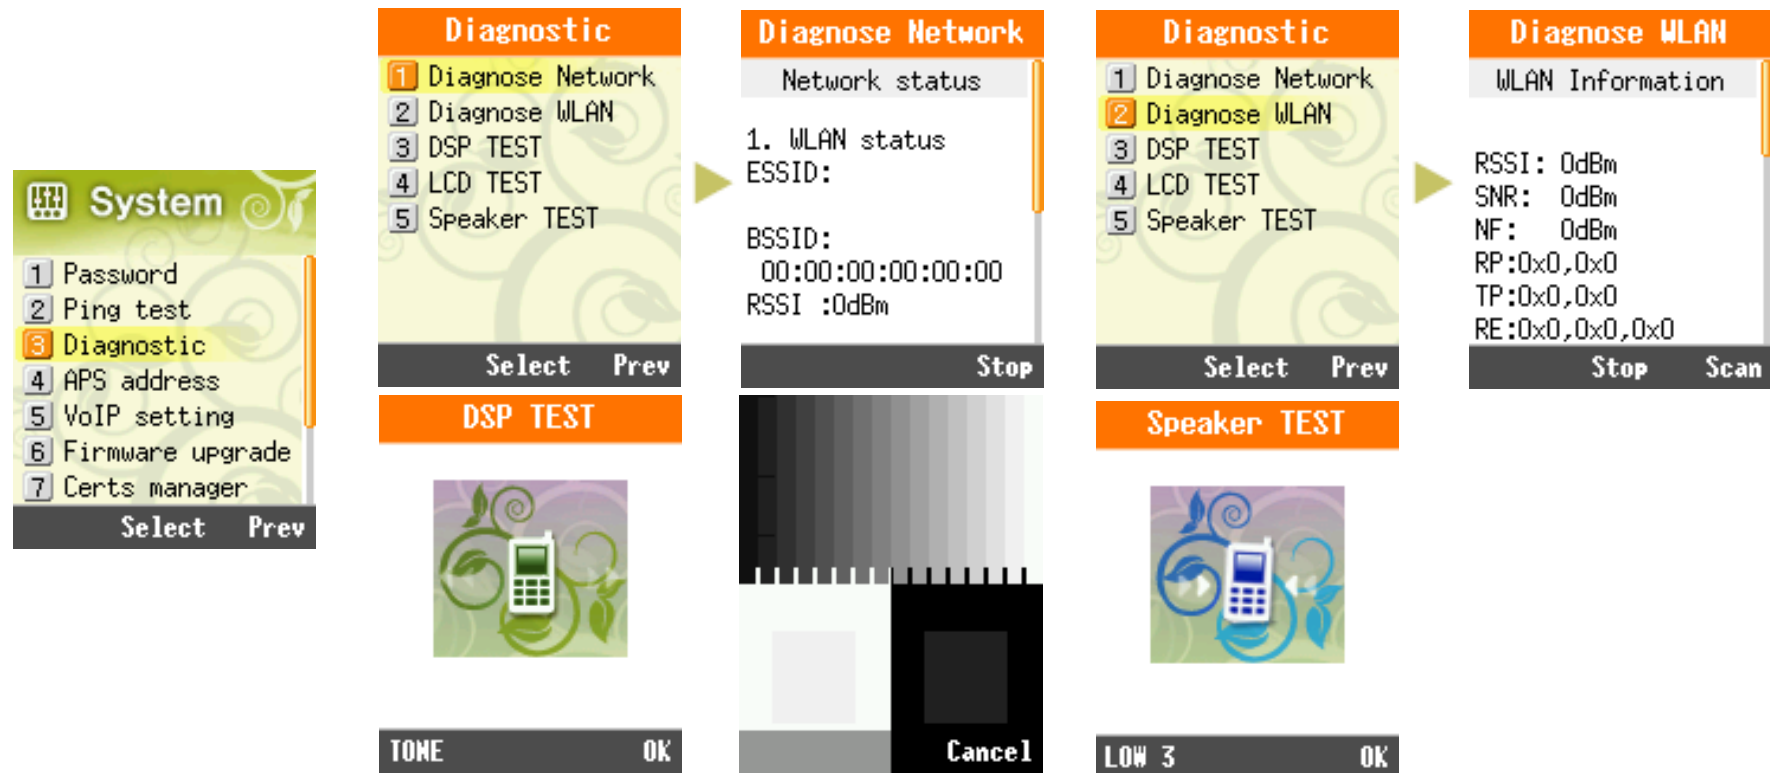 System
1 Password
2 Ping test
3 Diagnostic
4 APS address
5 VoIP setting
6 Firmware upgrade
7 Certs manager
Select Prev
Diagnostic
1 Diagnose Network
2 Diagnose WLAN
3 DSP TEST
4 LCD TEST
5 Speaker TEST
Select Prev
Diagnose Network
Network status
1. WLAN status
ESSID:
BSSID:
00:00:00:00:00:00
RSSI :0dBm
Stop
Diagnostic
1 Diagnose Network
2 Diagnose WLAN
3 DSP TEST
4 LCD TEST
5 Speaker TEST
Select Prev
Diagnose WLAN
WLAN Information
RSSI: 0dBm
SNR: 0dBm
NF: 0dBm
RP:0x0,0x0
TP:0x0,0x0
RE:0x0,0x0,0x0
Stop Scan
DSP TEST
TONE OK
Cancel
Speaker TEST
LOW 3 OK